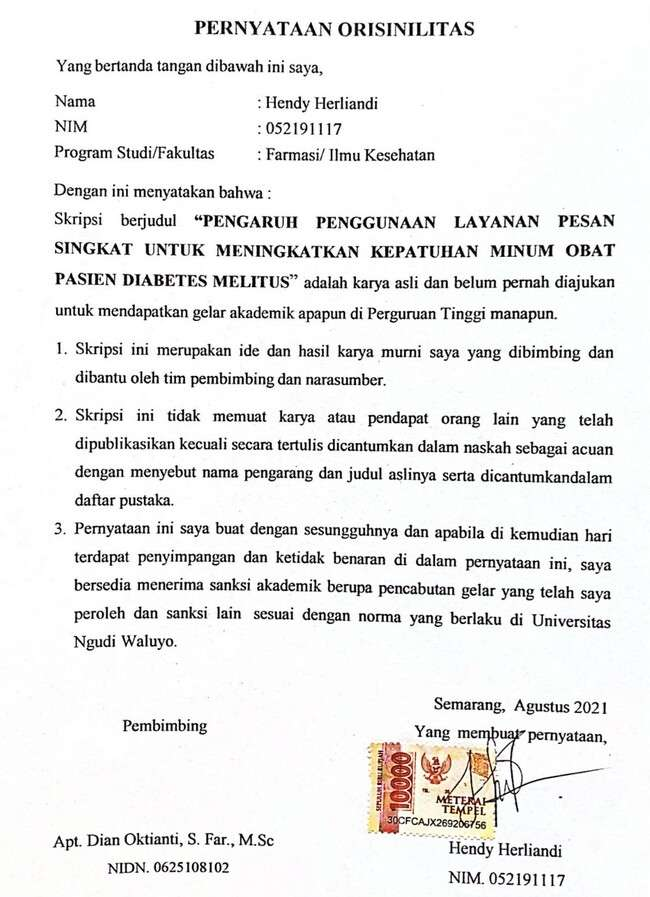 PERNYATAAN ORISINILITAS
Yang bertanda tangan dibawah ini saya,
Nama : Hendy Herliandi
NIM : 052191117
Program Studi/Fakultas : Farmasi/ Ilmu Kesehatan
Dengan ini menyatakan bahwa :
Skripsi berjudul “PENGARUH PENGGUNAAN LAYANAN PESAN
SINGKAT UNTUK MENINGKATKAN KEPATUHAN MINUM OBAT
PASIEN DIABETES MELITUS” adalah karya asli dan belum pernah diajukan
untuk mendapatkan gelar akademik apapun di Perguruan Tinggi manapun.
1. Skripsi ini merupakan ide dan hasil karya murni saya yang dibimbing dan
dibantu oleh tim pembimbing dan narasumber.
2. Skripsi ini tidak memuat karya atau pendapat orang lain yang telah
dipublikasikan kecuali secara tertulis dicantumkan dalam naskah sebagai acuan
dengan menyebut nama pengarang dan judul aslinya serta dicantumkandalam
daftar pustaka.
3. Pernyataan ini saya buat dengan sesungguhnya dan apabila di kemudian hari
terdapat penyimpangan dan ketidak benaran di dalam pernyataan ini, saya
bersedia menerima sanksi akademik berupa pencabutan gelar yang telah saya
peroleh dan sanksi lain sesuai dengan norma yang berlaku di Universitas
Ngudi Waluyo.
Semarang, Agustus 2021
Pembimbing
Yang membuat pernyataan,
SEPULUH RIBU RUPIAH
10000
METERAI
TEMPEL
30CFCAJX269206756
Apt. Dian Oktianti, S. Far., M.Sc
NIDN. 0625108102
Hendy Herliandi
NIM. 052191117